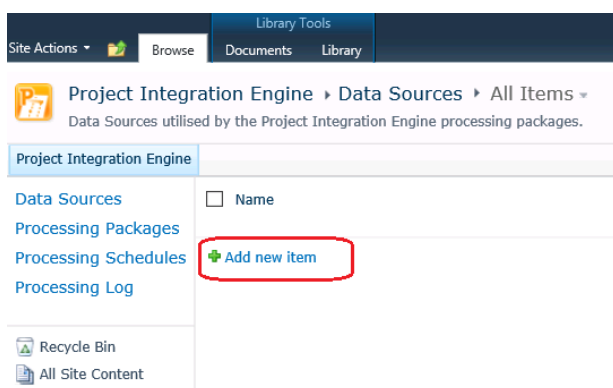 Library Tools
Site Actions Browse Documents Library
Project Integration Engine Data Sources All Items
Data Sources utilised by the Project Integration Engine processing packages.
Project Integration Engine
Data Sources
Name
Processing Packages
Processing Schedules
Add new item
Processing Log
Recycle Bin
All Site Content